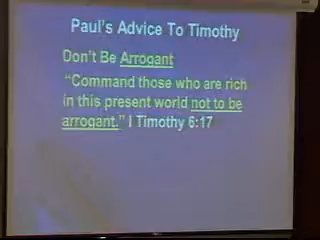 Paul's Advice To Timothy
Don't Be Arrogant
"Command those who are rich
in this present world not to be
arrogant." I Timothy 6:17